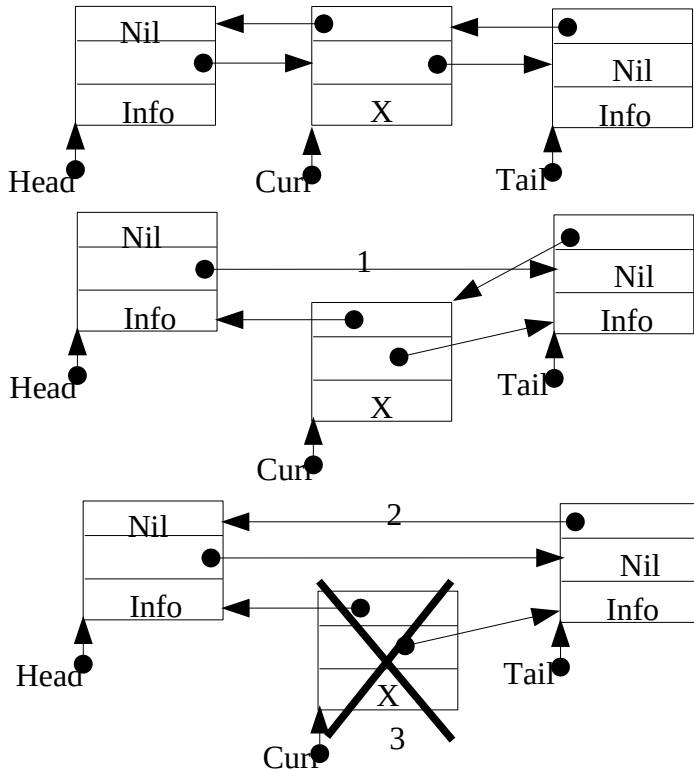 Nil
Nil
Info X Info
Head Curr Tail
Nil 1
Nil
Info Info
Head X Tail
Curr
Nil 2
Nil
Info Info
Head X Tail
Curr 3